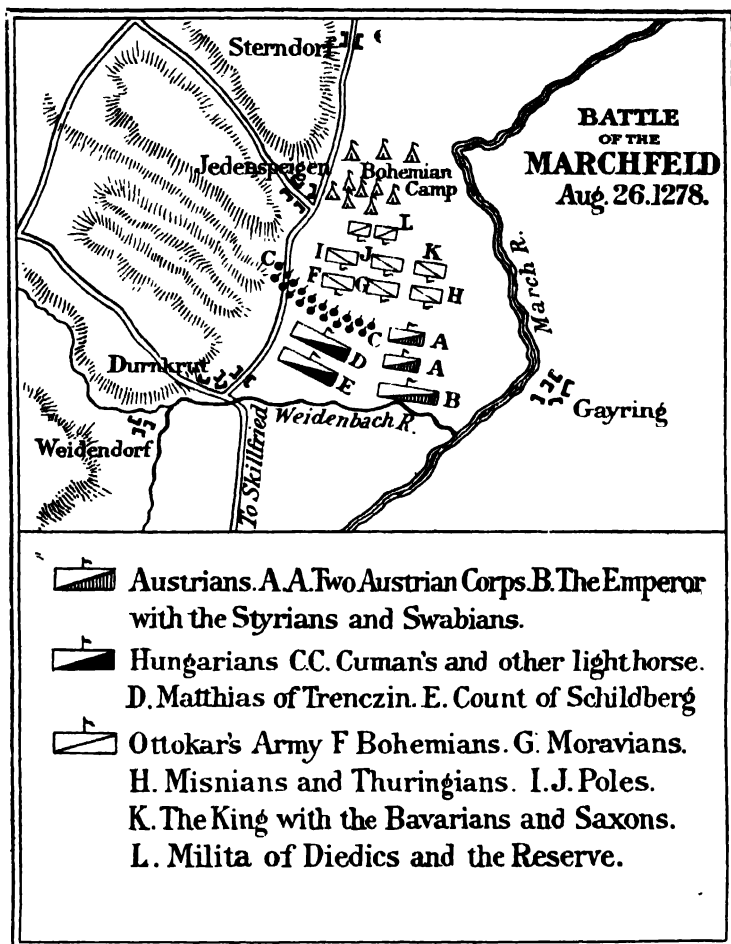 Sterndorf
BATTLE
OF THE
MARCHFELD
Aug. 26. 1278.
Jedenspeigen
Bohemian
Camp
L
I
J
K
C
F
G
H
March R.
C
A
D
A
Durnkrut
E
B
Weidenbach R.
Gayring
Weidendorf
To Skillfried
Austrians. A.A. Two Austrian Corps. B. The Emperor
with the Styrians and Swabians.
Hungarians C.C. Cuman's and other light horse.
D. Matthias of Trenczin. E. Count of Schildberg
Ottokar's Army F Bohemians. G. Moravians.
H. Misnians and Thuringians. I.J. Poles.
K. The King with the Bavarians and Saxons.
L. Milita of Diedics and the Reserve.